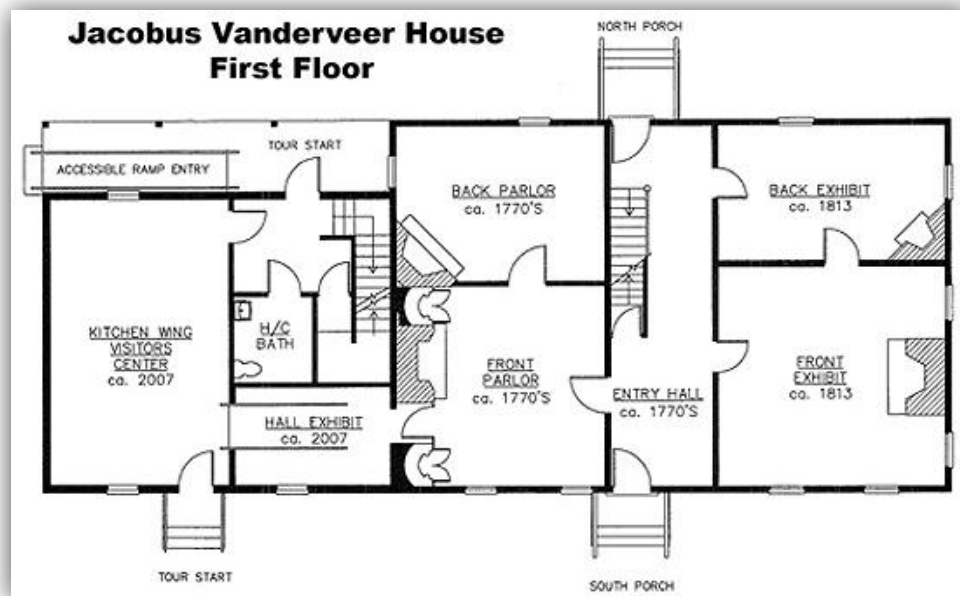 Jacobus Vanderveer House
First Floor
NORTH PORCH
TOUR START
ACCESSIBLE RAMP ENTRY
BACK PARLOR
ca. 1770'S
BACK EXHIBIT
ca. 1813
KITCHEN WING
VISITORS
CENTER
ca. 2007
H/C
BATH
FRONT
PARLOR
ca. 1770'S
ENTRY HALL
ca. 1770'S
FRONT
EXHIBIT
ca. 1813
HALL EXHIBIT
ca. 2007
TOUR START
SOUTH PORCH